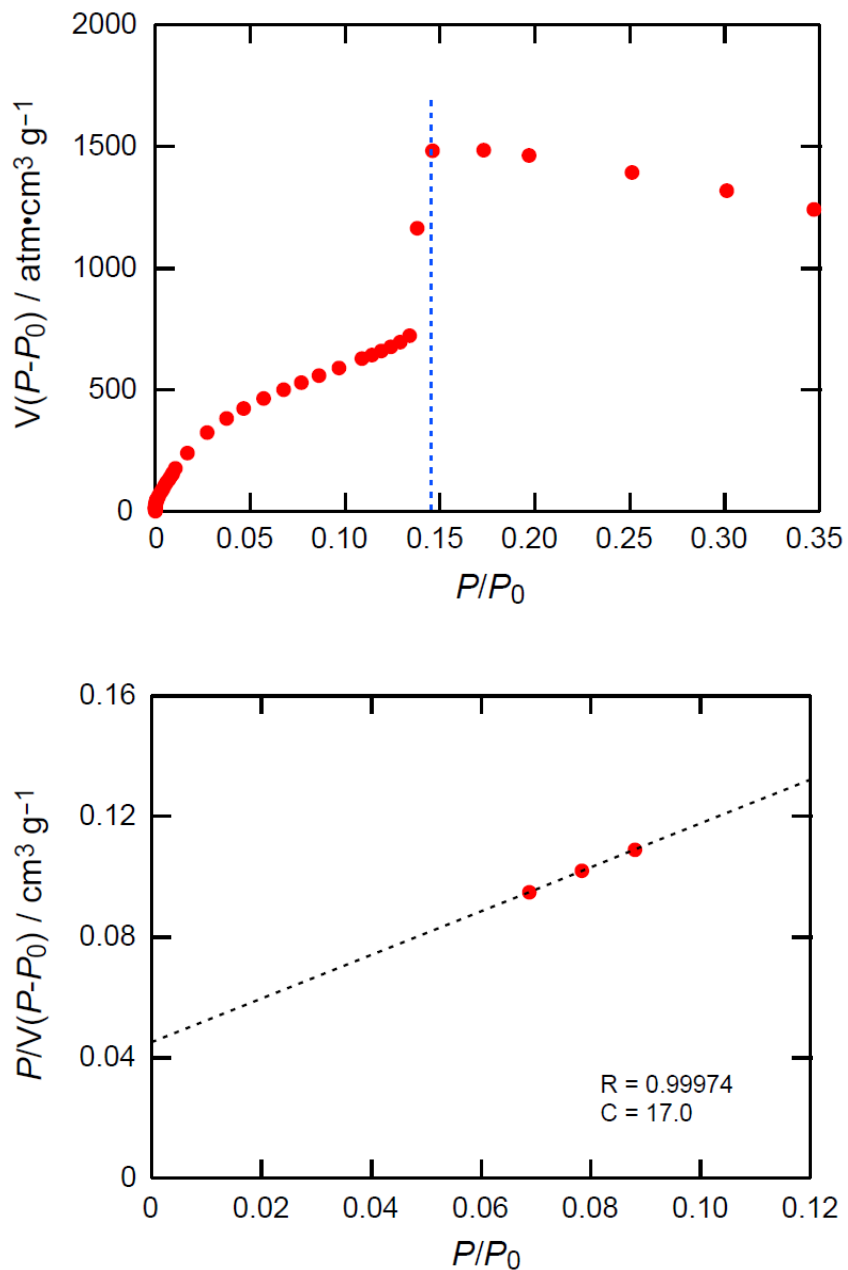 2000
1500
1000
500
0
V(P-P₀) / atm•cm³ g⁻¹
0 0.05 0.10 0.15 0.20 0.25 0.30 0.35
P/P₀
0.16
0.12
0.08
0.04
0
P/V(P-P₀) / cm³ g⁻¹
R = 0.99974
C = 17.0
0 0.02 0.04 0.06 0.08 0.10 0.12
P/P₀